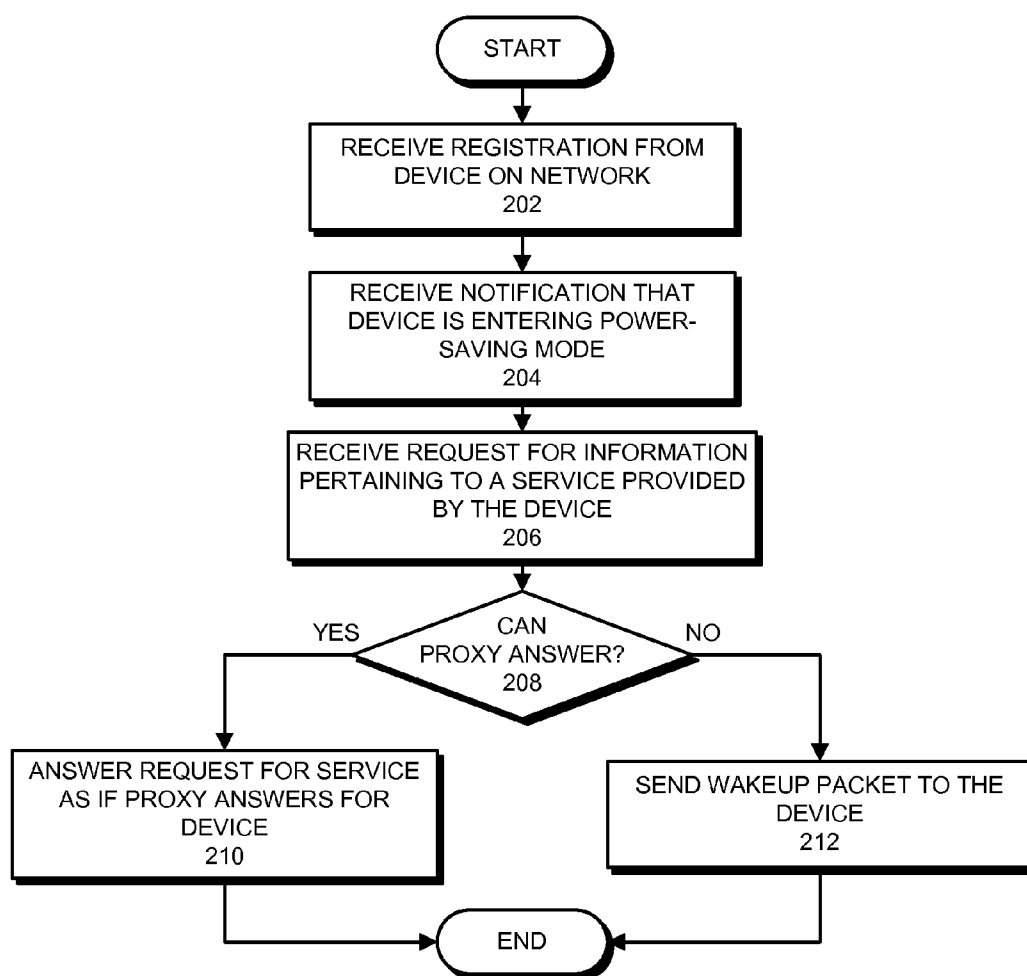 START
RECEIVE REGISTRATION FROM
DEVICE ON NETWORK
202
RECEIVE NOTIFICATION THAT
DEVICE IS ENTERING POWER-
SAVING MODE
204
RECEIVE REQUEST FOR INFORMATION
PERTAINING TO A SERVICE PROVIDED
BY THE DEVICE
206
CAN
PROXY ANSWER?
208
YES
NO
ANSWER REQUEST FOR SERVICE
AS IF PROXY ANSWERS FOR
DEVICE
210
SEND WAKEUP PACKET TO THE
DEVICE
212
END